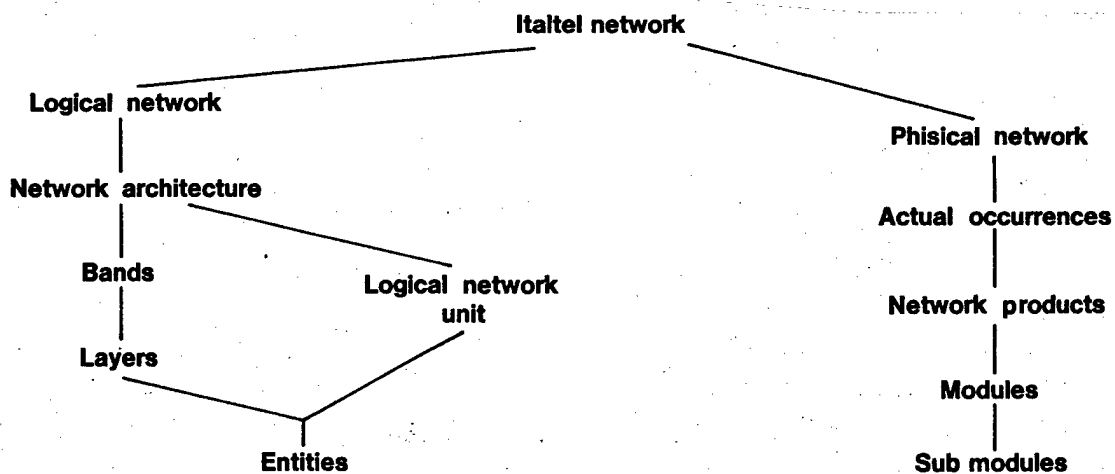 Italtel network
Logical network
Phisical network
Network architecture
Actual occurrences
Bands
Logical network
unit
Network products
Layers
Modules
Entities
Sub modules